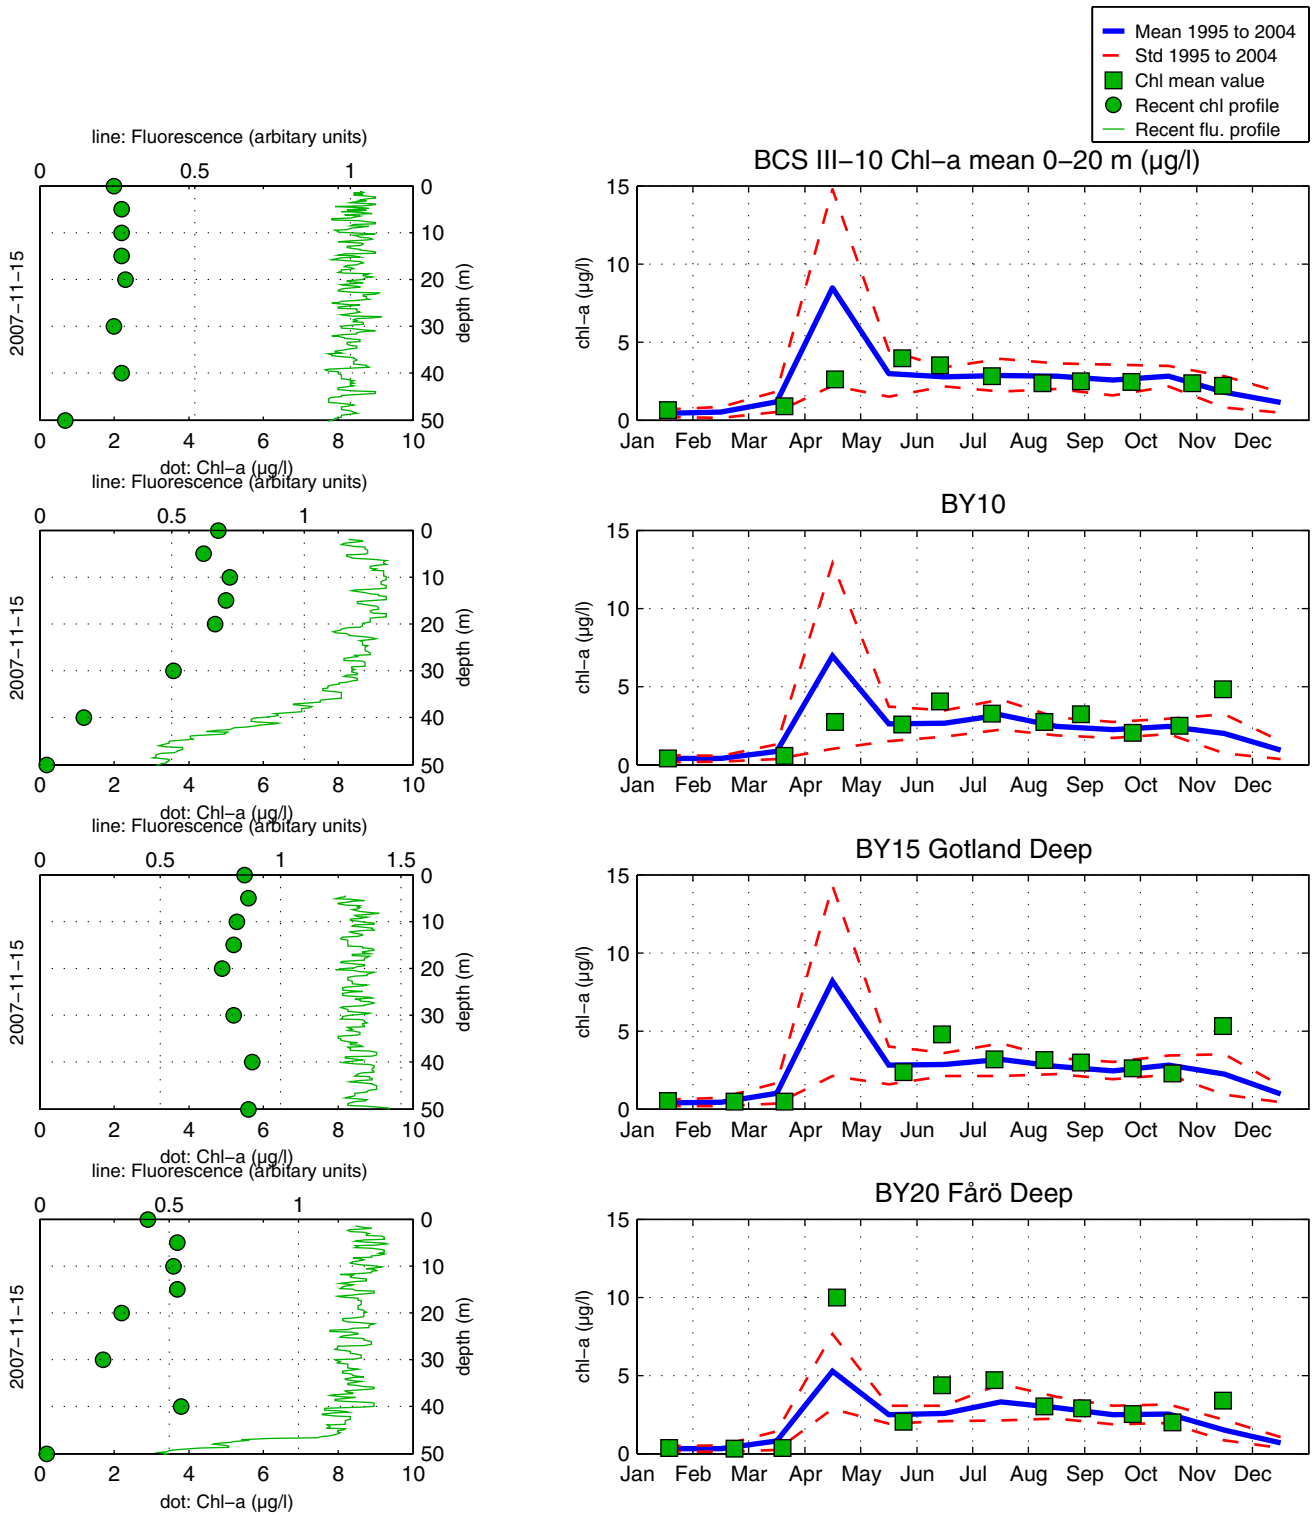 Mean 1995 to 2004
Std 1995 to 2004
Chl mean value
Recent chl profile
Recent flu. profile
line: Fluorescence (arbitary units)
0 0.5 1
2007−11−15
0
10
20
30
40
50
depth (m)
0 2 4 6 8 10
dot: Chl−a (µg/l)
BCS III−10 Chl−a mean 0−20 m (µg/l)
chl−a (µg/l)
15
10
5
0
Jan Feb Mar Apr May Jun Jul Aug Sep Oct Nov Dec
line: Fluorescence (arbitary units)
0 0.5 1
2007−11−15
0
10
20
30
40
50
depth (m)
0 2 4 6 8 10
dot: Chl−a (µg/l)
BY10
chl−a (µg/l)
15
10
5
0
Jan Feb Mar Apr May Jun Jul Aug Sep Oct Nov Dec
line: Fluorescence (arbitary units)
0 0.5 1 1.5
2007−11−15
0
10
20
30
40
50
depth (m)
0 2 4 6 8 10
dot: Chl−a (µg/l)
BY15 Gotland Deep
chl−a (µg/l)
15
10
5
0
Jan Feb Mar Apr May Jun Jul Aug Sep Oct Nov Dec
line: Fluorescence (arbitary units)
0 0.5 1
2007−11−15
0
10
20
30
40
50
depth (m)
0 2 4 6 8 10
dot: Chl−a (µg/l)
BY20 Fårö Deep
chl−a (µg/l)
15
10
5
0
Jan Feb Mar Apr May Jun Jul Aug Sep Oct Nov Dec